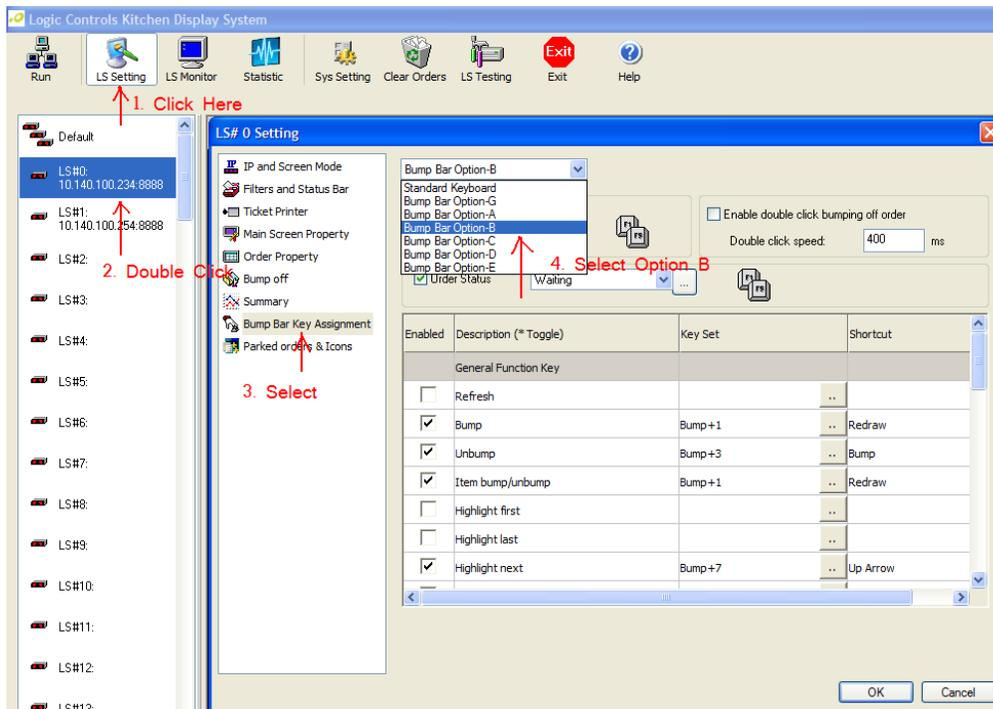 Logic Controls Kitchen Display System
Run
LS Setting
LS Monitor
Statistic
Sys Setting
Clear Orders
LS Testing
Exit
Exit
Help
1. Click Here
Default
LS#0:
10.140.100.234:8888
LS#1:
10.140.100.254:8888
LS#2:
2. Double Click
LS#3:
LS#4:
LS#5:
LS#6:
LS#7:
LS#8:
LS#9:
LS#10:
LS#11:
LS#12:
LS#13:
LS# 0 Setting
IP and Screen Mode
Filters and Status Bar
Ticket Printer
Main Screen Property
Order Property
Bump off
Summary
Bump Bar Key Assignment
Parked orders & Icons
3. Select
Bump Bar Option-B
Standard Keyboard
Bump Bar Option-G
Bump Bar Option-A
Bump Bar Option-B
Bump Bar Option-C
Bump Bar Option-D
Bump Bar Option-E
4. Select Option B
Enable double click bumping off order
Double click speed: 400 ms
Order Status Waiting ...
Enabled Description (* Toggle) Key Set Shortcut
General Function Key
Refresh ..
Bump Bump+1 .. Redraw
Unbump Bump+3 .. Bump
Item bump/unbump Bump+1 .. Redraw
Highlight first ..
Highlight last ..
Highlight next Bump+7 .. Up Arrow
OK Cancel